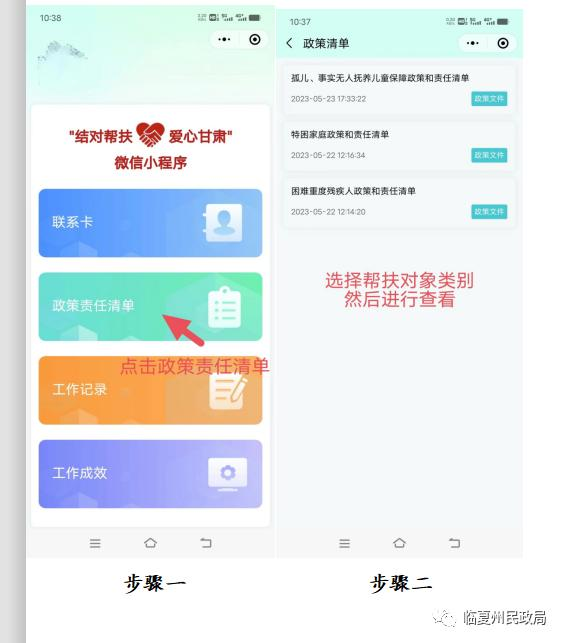 10:38
"结对帮扶 爱心甘肃"
微信小程序
联系卡
政策责任清单
点击政策责任清单
工作记录
工作成效
步骤一
10:37
政策清单
孤儿、事实无人抚养儿童保障政策和责任清单
2023-05-23 17:33:22
政策文件
特困家庭政策和责任清单
2023-05-22 12:16:34
政策文件
困难重度残疾人政策和责任清单
2023-05-22 12:14:20
政策文件
选择帮扶对象类别
然后进行查看
步骤二
临夏州民政局